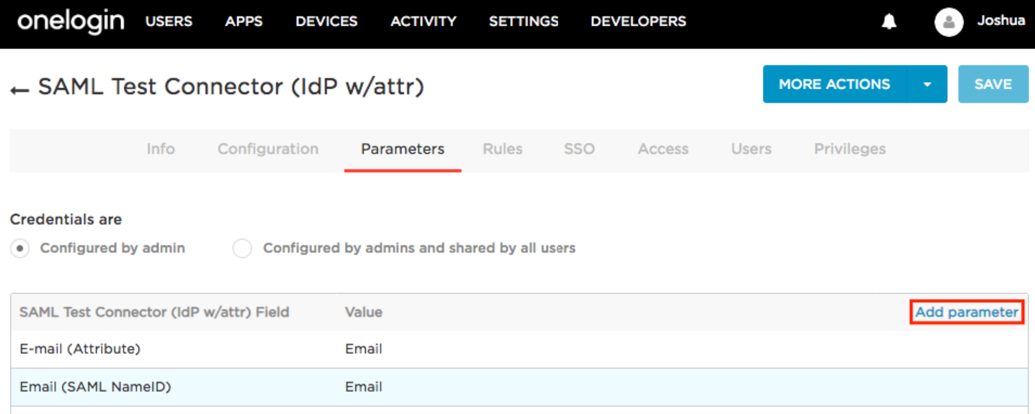 onelogin USERS APPS DEVICES ACTIVITY SETTINGS DEVELOPERS Joshua
SAML Test Connector (IdP w/attr) MORE ACTIONS SAVE
Info Configuration Parameters Rules SSO Access Users Privileges
Credentials are
Configured by admin Configured by admins and shared by all users
SAML Test Connector (IdP w/attr) Field Value Add parameter
E-mail (Attribute) Email
Email (SAML NameID) Email